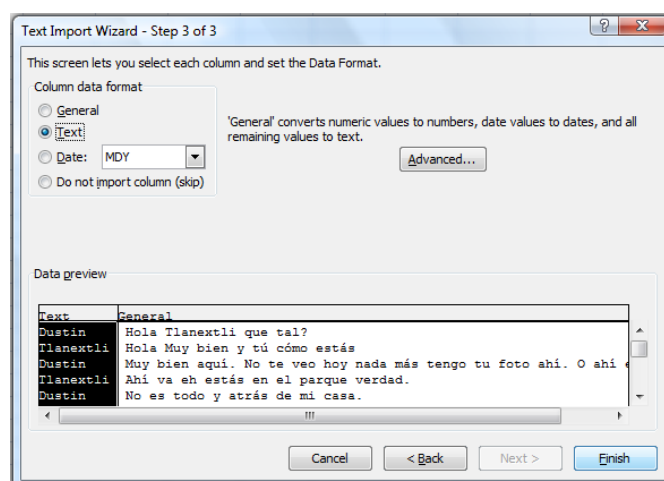 Text Import Wizard - Step 3 of 3
This screen lets you select each column and set the Data Format.
Column data format
General
Text
Date: MDY
Do not import column (skip)
'General' converts numeric values to numbers, date values to dates, and all
remaining values to text.
Advanced...
Data preview
Text General
Dustin Hola Tlanextli que tal?
Tlanextli Hola Muy bien y tú cómo estás
Dustin Muy bien aquí. No te veo hoy nada más tengo tu foto ahí. O ahí
Tlanextli Ahí va eh estás en el parque verdad.
Dustin No es todo y atrás de mi casa.
Cancel < Back Next > Finish